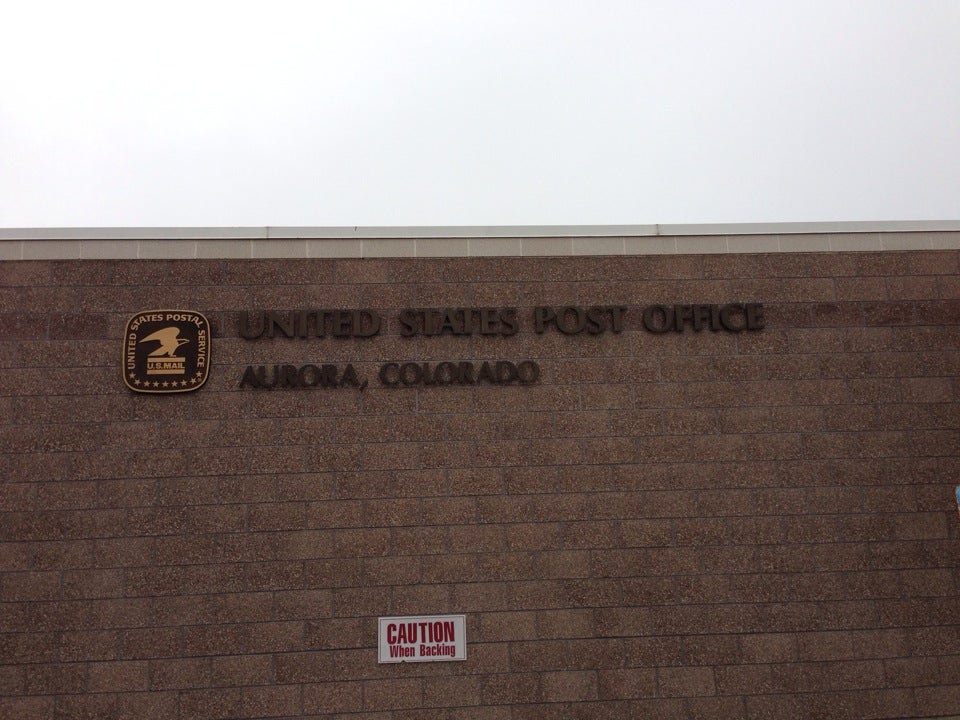 UNITED STATES POSTAL SERVICE
U.S.MAIL
UNITED STATES POST OFFICE
AURORA, COLORADO
CAUTION
When Backing